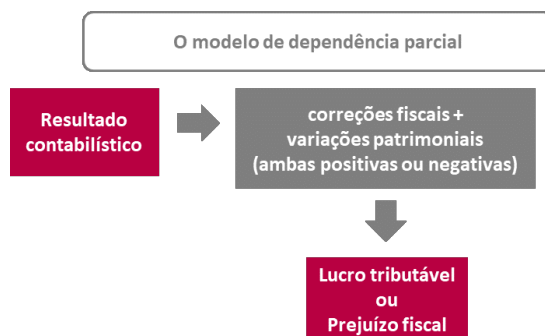 O modelo de dependência parcial
Resultado
contabilístico
correções fiscais +
variações patrimoniais
(ambas positivas ou negativas)
Lucro tributável
ou
Prejuízo fiscal